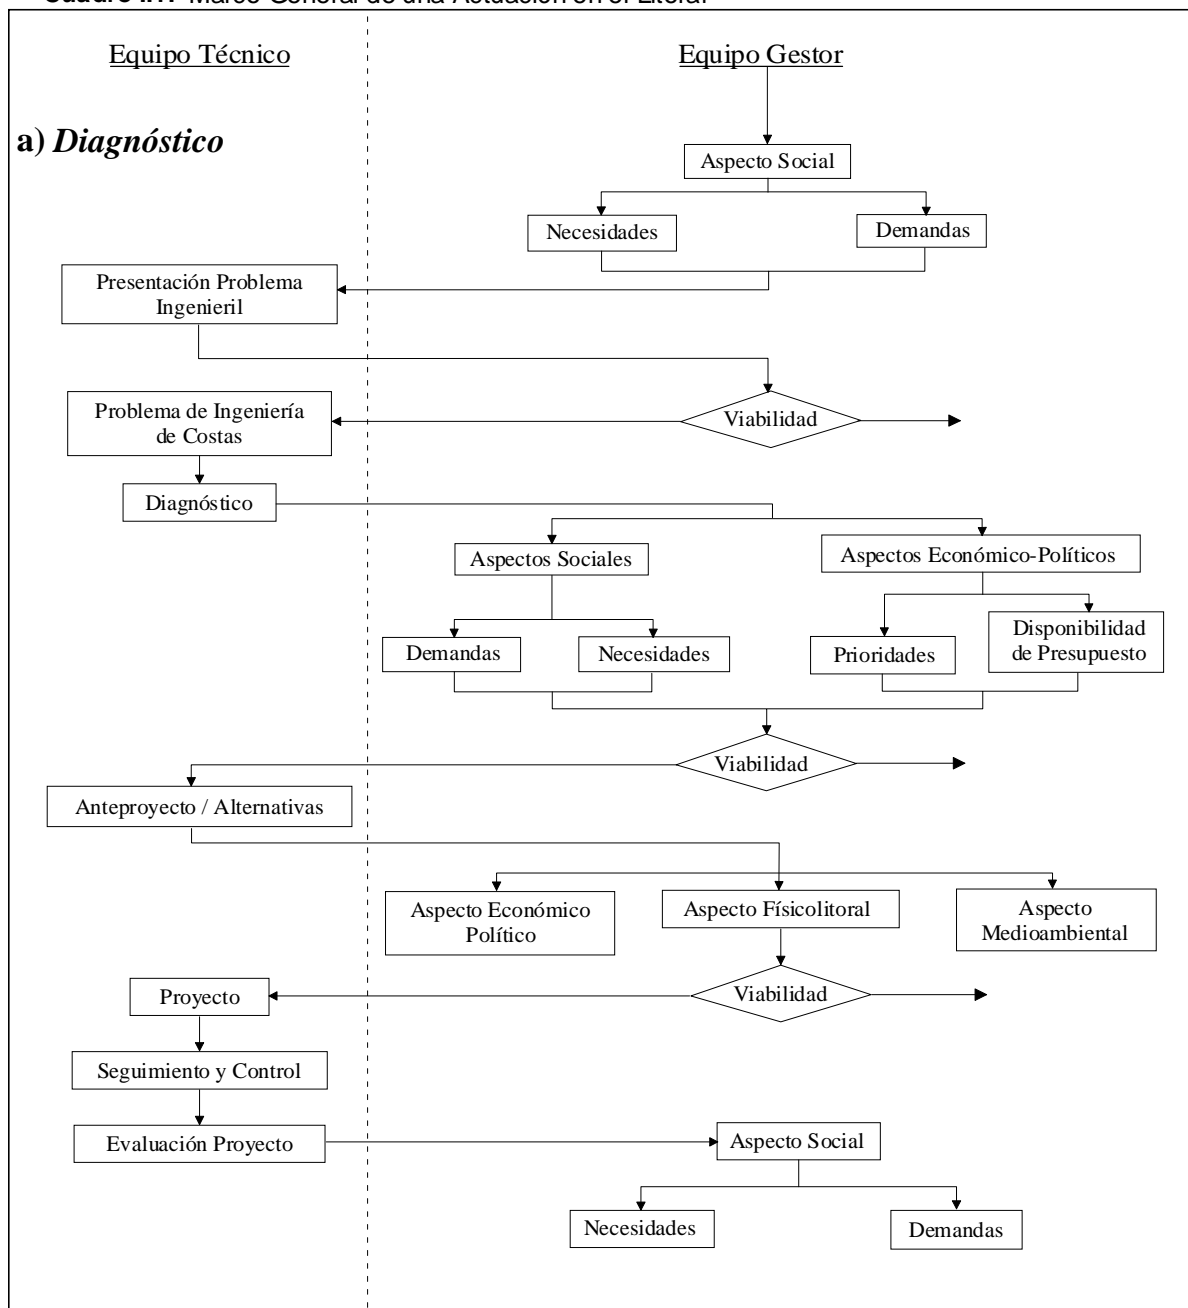 Equipo Técnico
Equipo Gestor
a) Diagnóstico
Aspecto Social
Necesidades
Demandas
Presentación Problema
Ingenieril
Problema de Ingeniería
de Costas
Viabilidad
Diagnóstico
Aspectos Sociales
Aspectos Económico-Políticos
Demandas
Necesidades
Prioridades
Disponibilidad
de Presupuesto
Viabilidad
Anteproyecto / Alternativas
Aspecto Económico
Político
Aspecto Físicolitoral
Aspecto
Medioambiental
Proyecto
Viabilidad
Seguimiento y Control
Evaluación Proyecto
Aspecto Social
Necesidades
Demandas